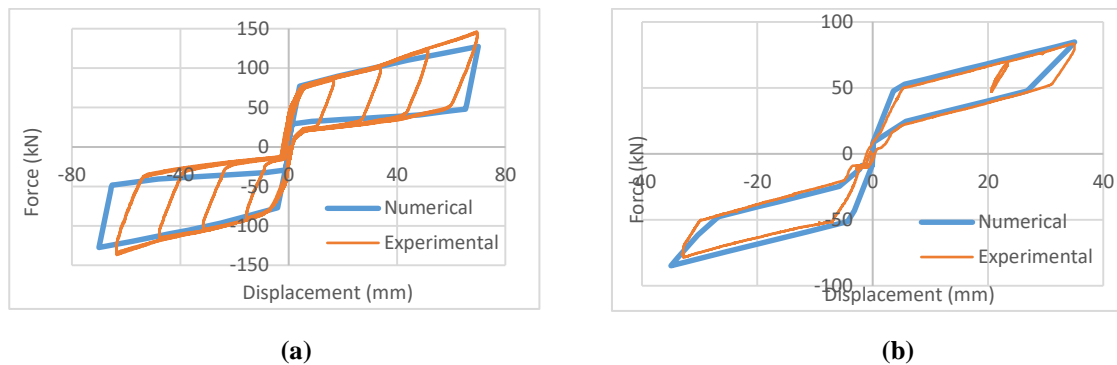 150
100
50
0
-50
-100
-150
-80
-40
0
40
80
Force (kN)
Displacement (mm)
Numerical
Experimental
(a)
100
50
0
-50
-100
-40
-20
0
20
40
Force (kN)
Displacement (mm)
Numerical
Experimental
(b)